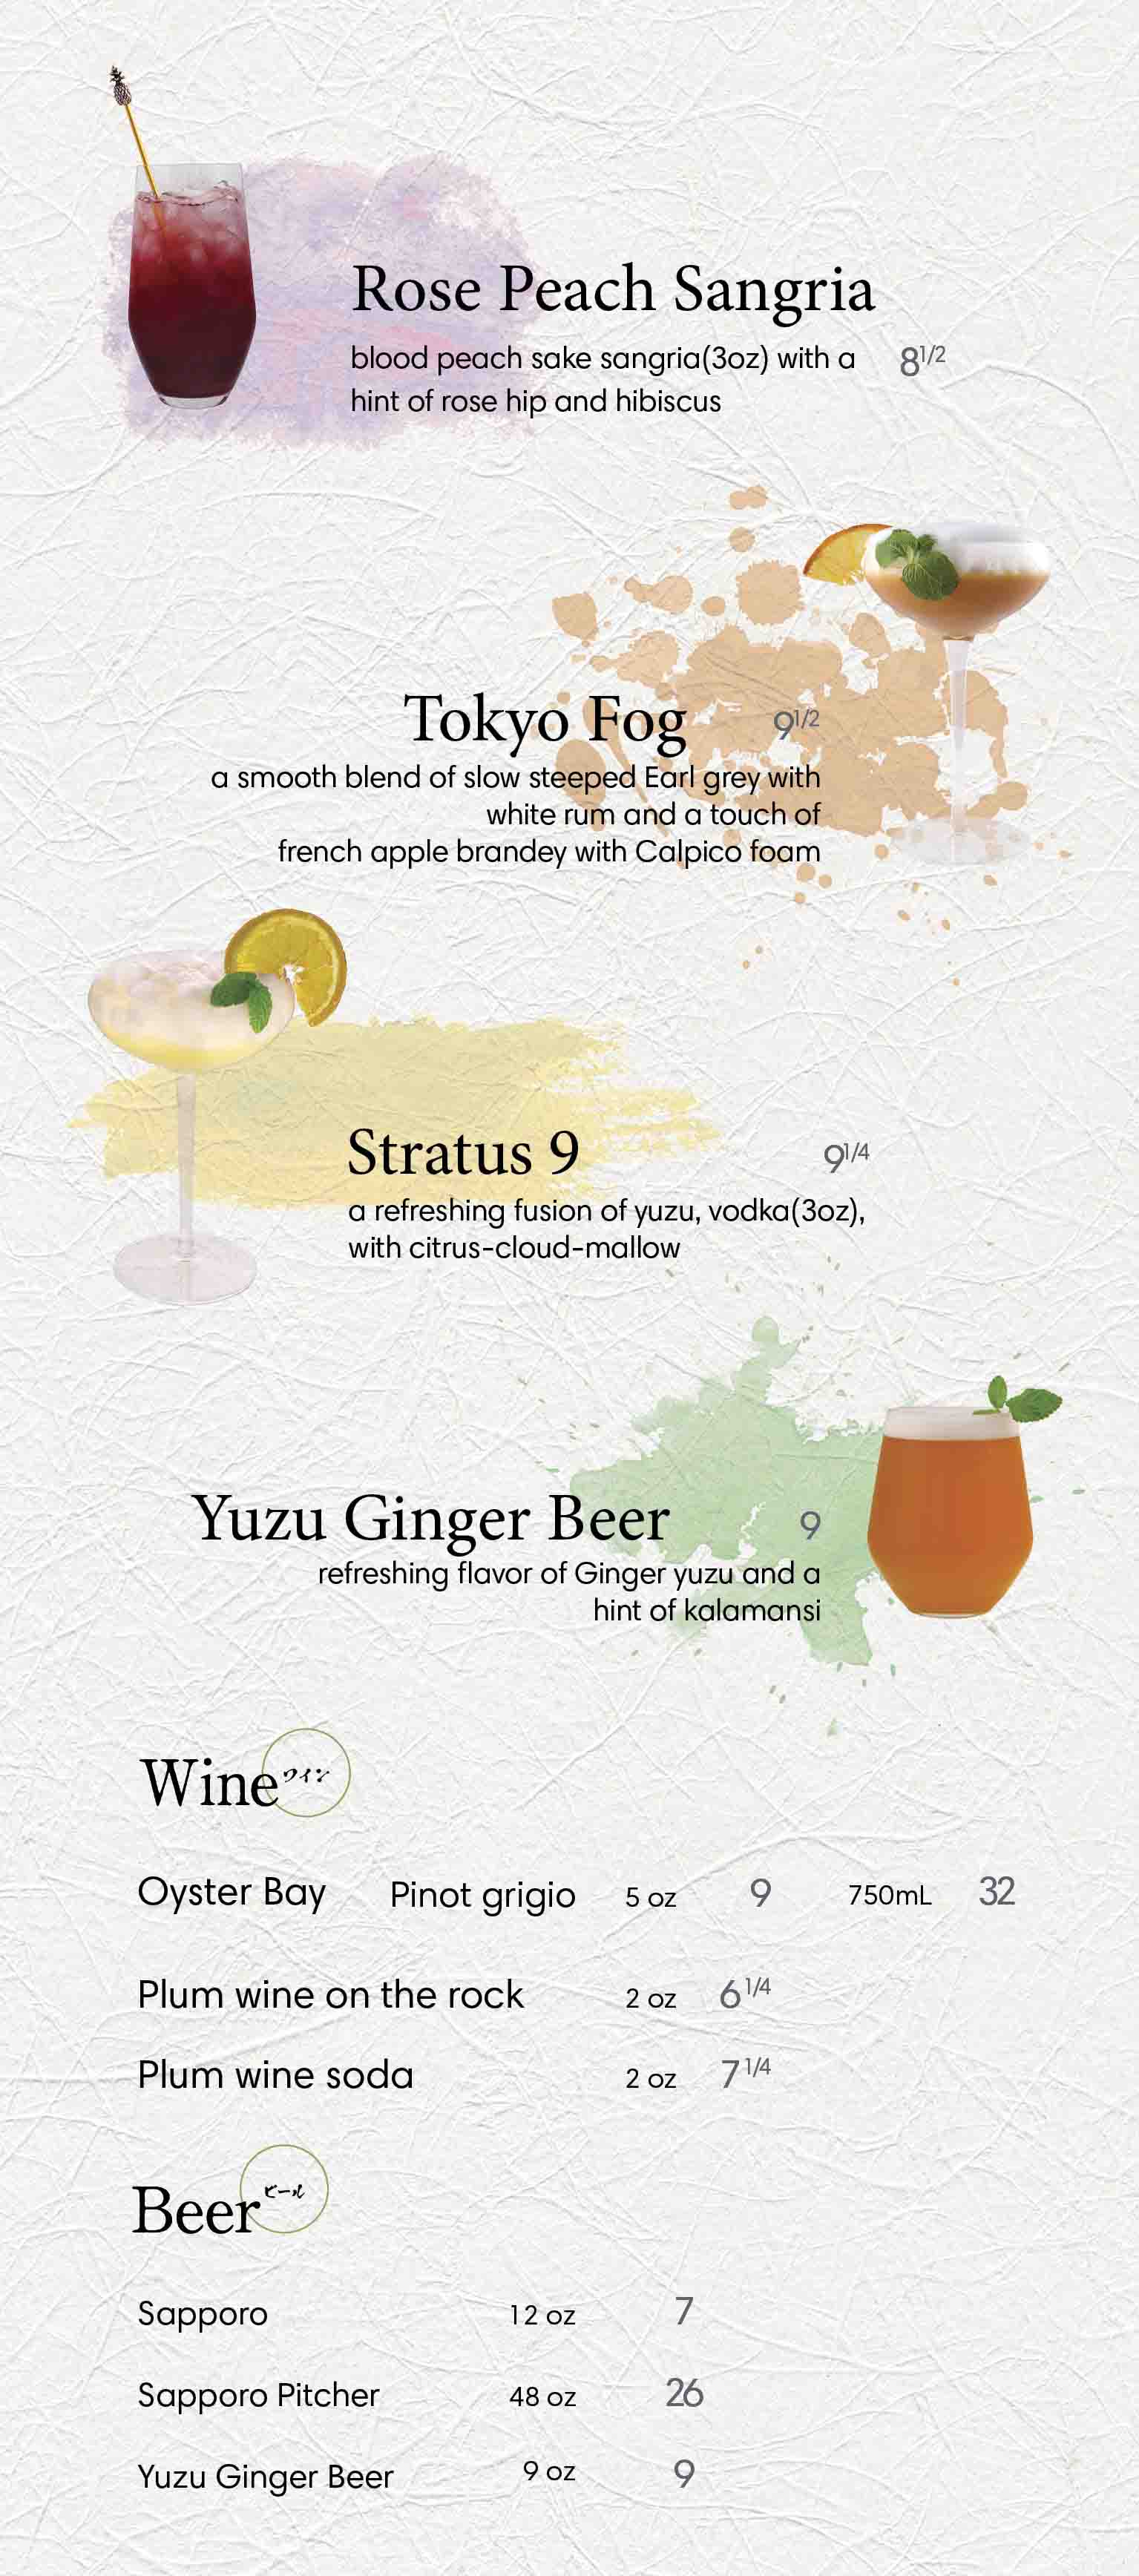 Rose Peach Sangria
blood peach sake sangria(3oz) with a 8 1/2
hint of rose hip and hibiscus
Tokyo Fog 9 1/2
a smooth blend of slow steeped Earl grey with
white rum and a touch of
french apple brandey with Calpico foam
Stratus 9 9 1/4
a refreshing fusion of yuzu, vodka(3oz),
with citrus-cloud-mallow
Yuzu Ginger Beer 9
refreshing flavor of Ginger yuzu and a
hint of kalamansi
Wine ワイン
Oyster Bay Pinot grigio 5 oz 9 750mL 32
Plum wine on the rock 2 oz 6 1/4
Plum wine soda 2 oz 7 1/4
Beer ビール
Sapporo 12 oz 7
Sapporo Pitcher 48 oz 26
Yuzu Ginger Beer 9 oz 9